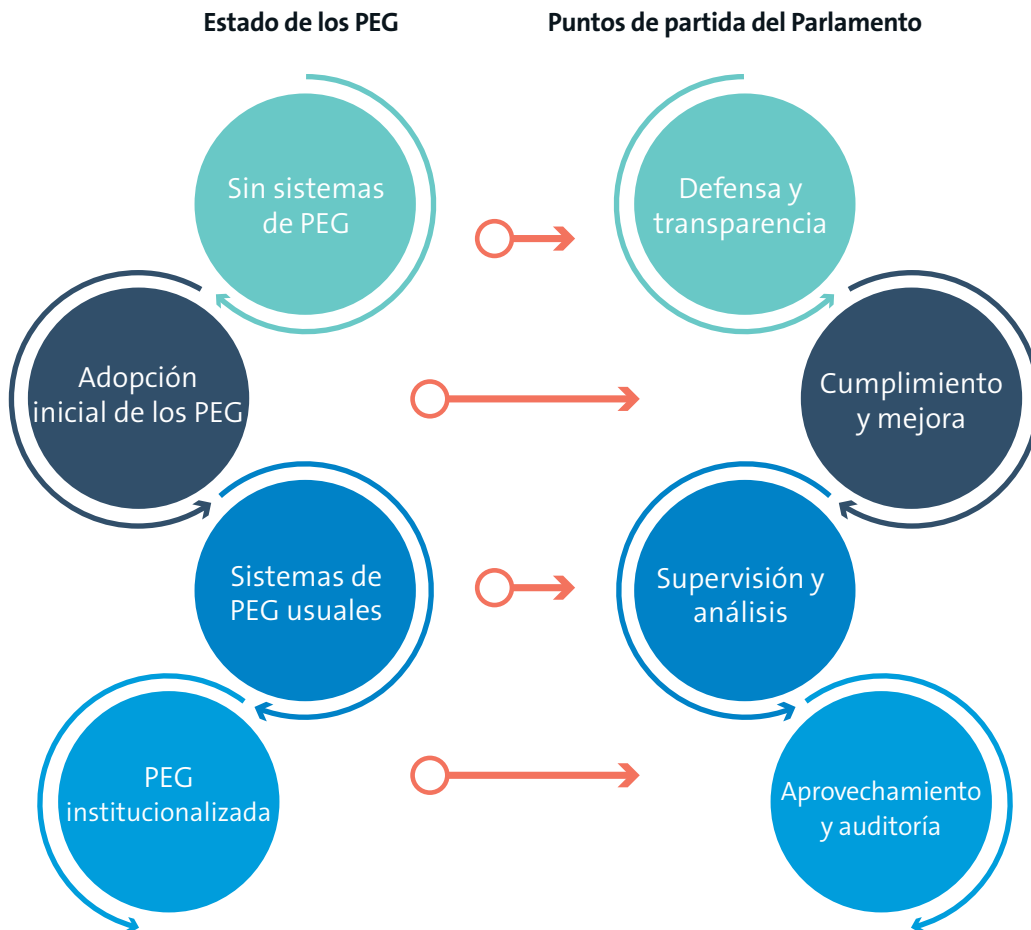 Estado de los PEG
Puntos de partida del Parlamento
Sin sistemas
de PEG
Defensa y
transparencia
Adopción
inicial de los PEG
Cumplimiento
y mejora
Sistemas de
PEG usuales
Supervisión y
análisis
PEG
institucionalizada
Aprovechamiento
y auditoría